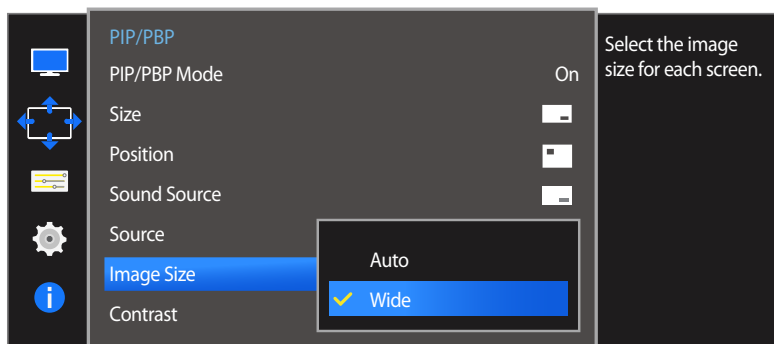 PIP/PBP
PIP/PBP Mode On
Size
Position
Sound Source
Source
Image Size
Contrast
Auto
Wide
Select the image
size for each screen.
i